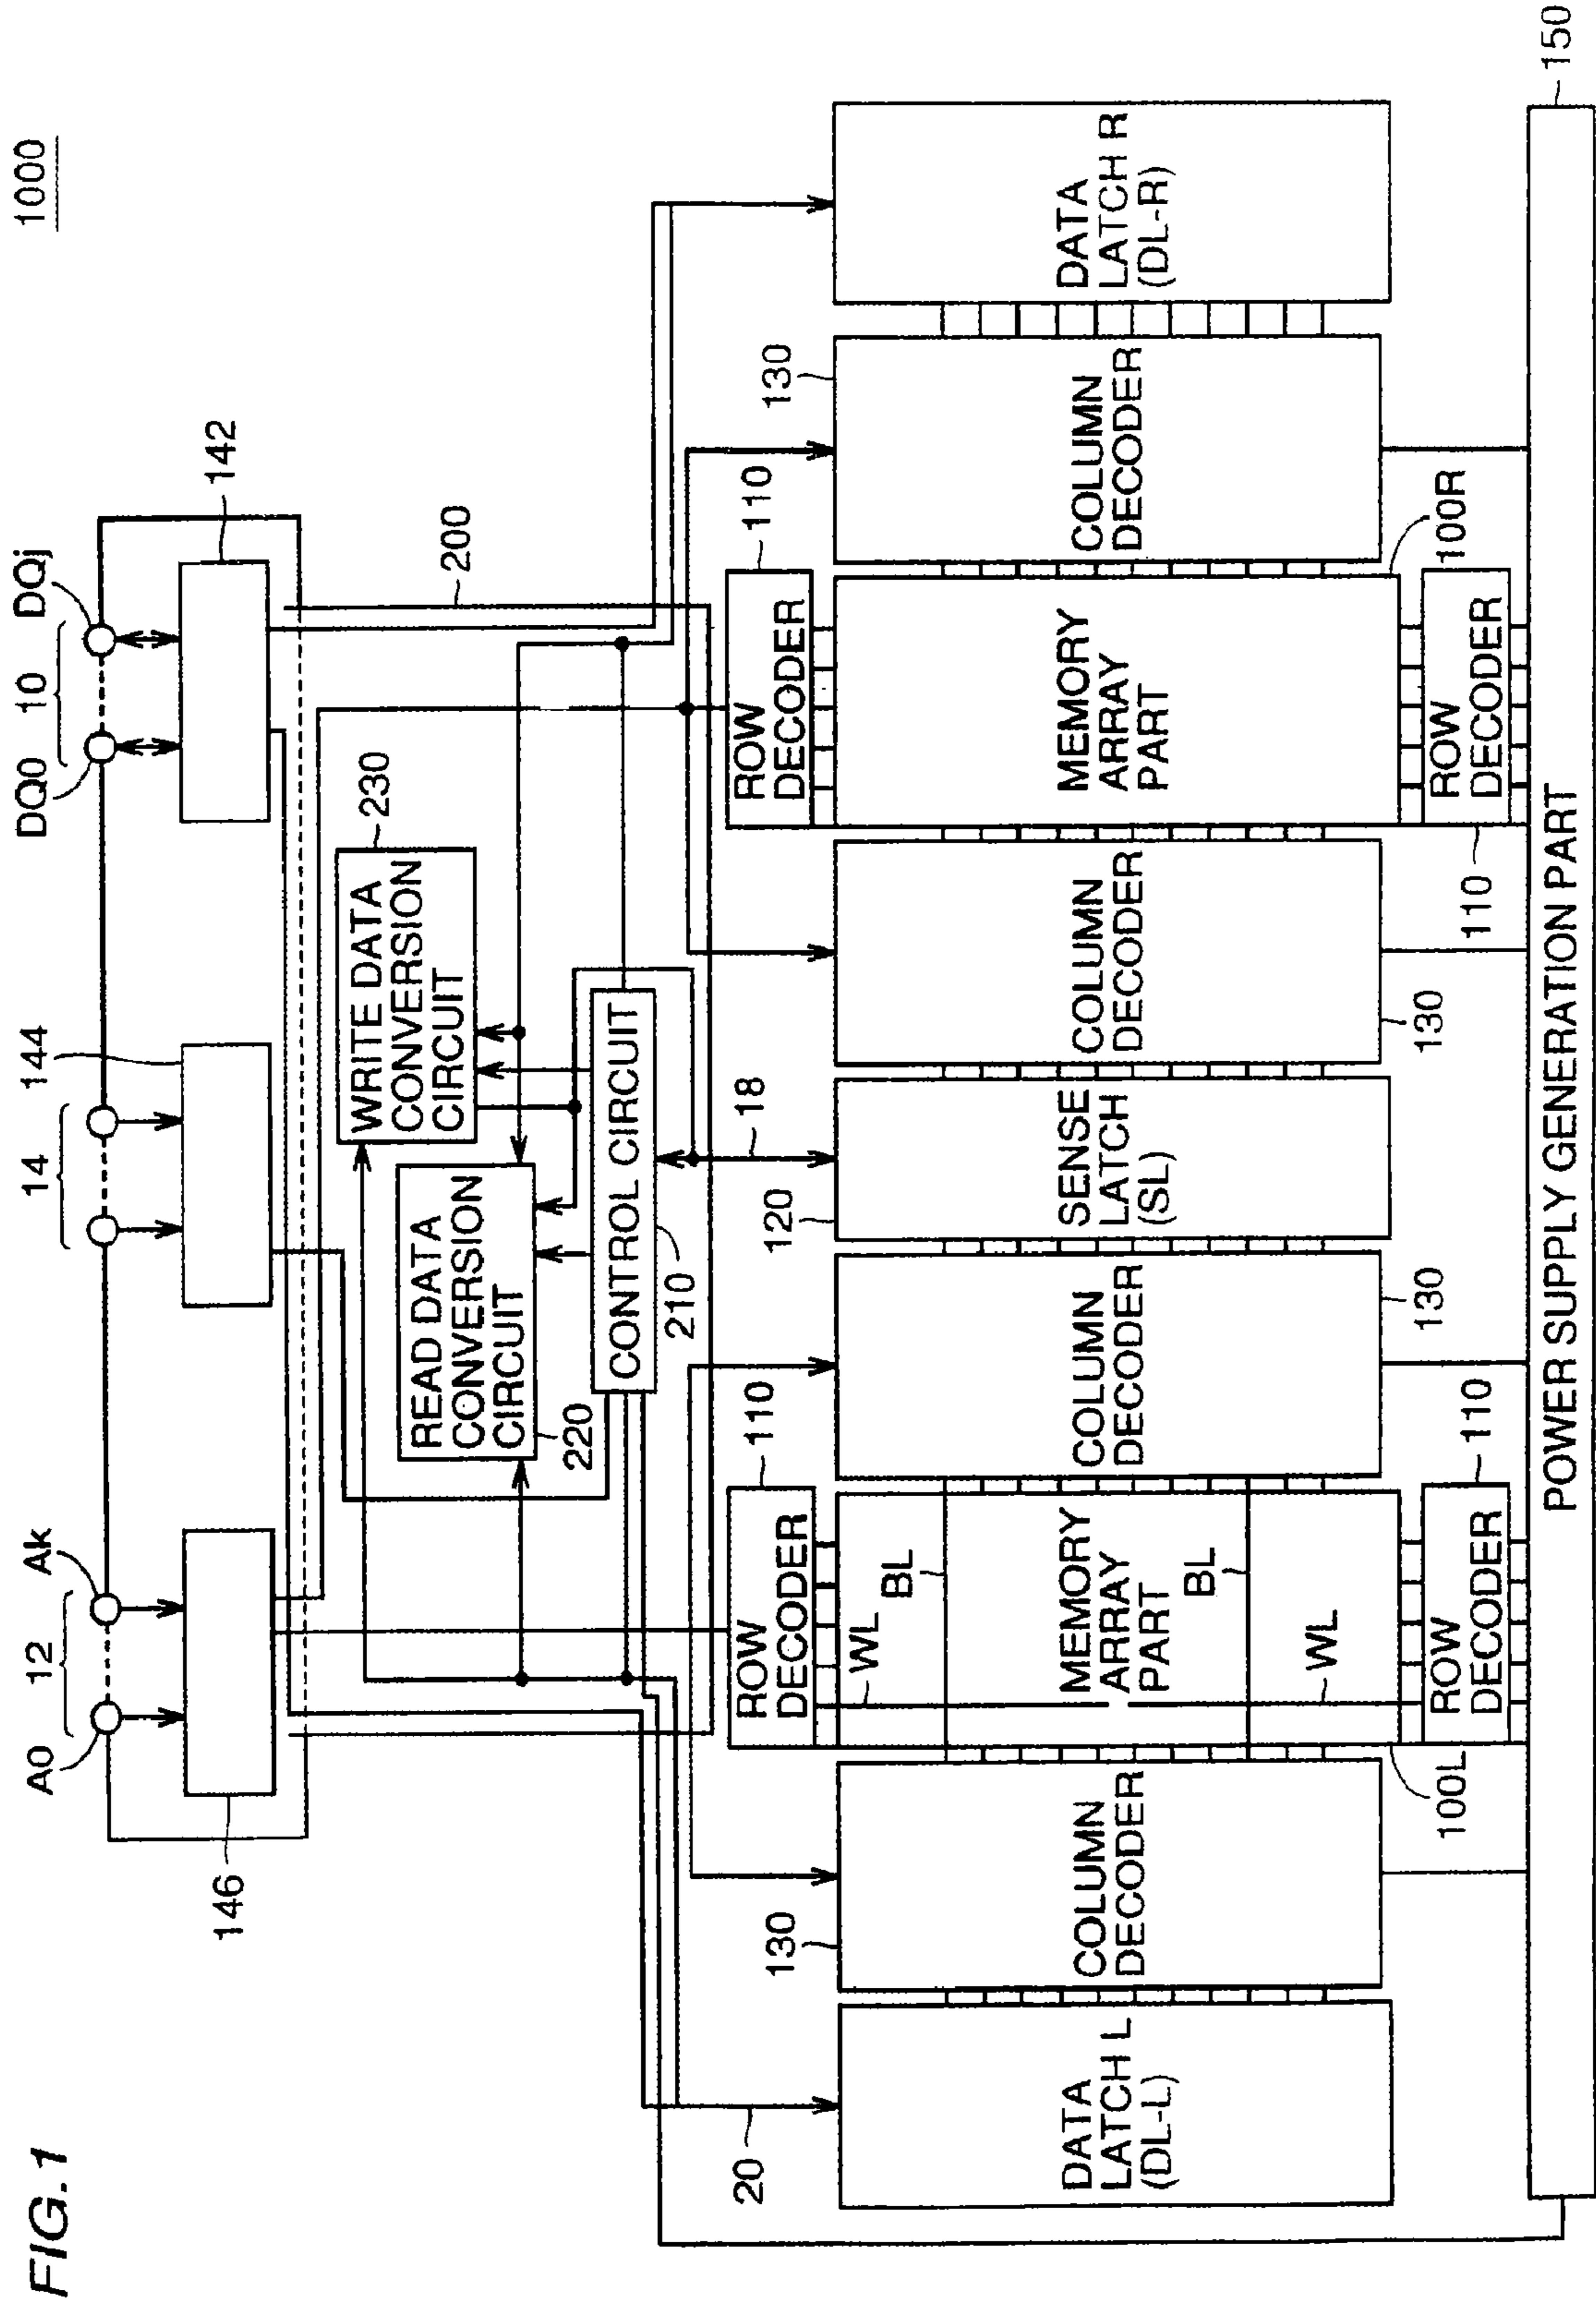 FIG.1
1000
A0
12
Ak
14
144
DQ0
10
DQj
142
146
200
WRITE DATA
CONVERSION
CIRCUIT
230
READ DATA
CONVERSION
CIRCUIT
220
CONTROL CIRCUIT
210
20
18
110
110
130
130
120
DATA
LATCH L
(DL-L)
COLUMN
DECODER
ROW
DECODER
WL
BL
MEMORY
ARRAY
PART
BL
WL
ROW
DECODER
110
100L
COLUMN
DECODER
130
SENSE
LATCH
(SL)
COLUMN
DECODER
130
ROW
DECODER
MEMORY
ARRAY
PART
ROW
DECODER
110
100R
COLUMN
DECODER
DATA
LATCH R
(DL-R)
POWER SUPPLY GENERATION PART
150